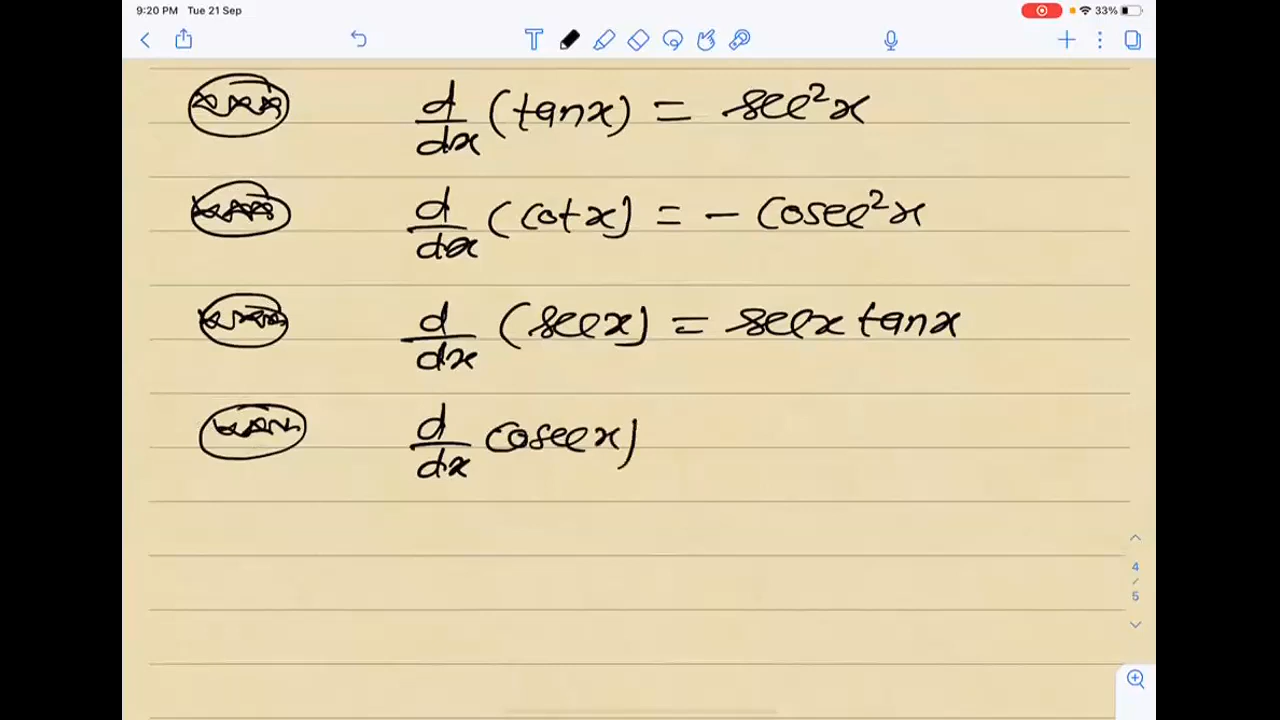 9:20 PM Tue 21 Sep 33%
d/dx (tanx) = sec²x
d/dx (cotx) = - cosec²x
d/dx (secx) = secx tanx
d/dx cosecx)
4
/
5